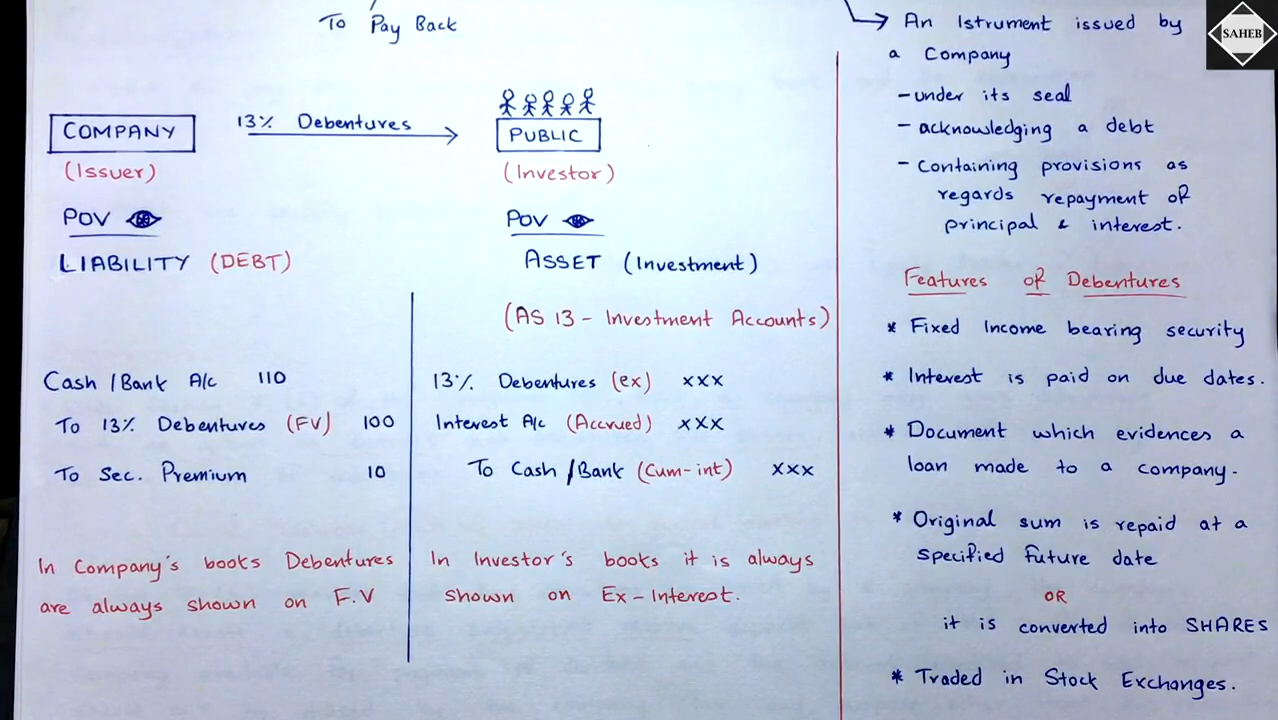 To Pay Back
COMPANY
(Issuer)
13% Debentures
PUBLIC
(Investor)
POV
LIABILITY (DEBT)
POV
ASSET (Investment)
(AS 13 - Investment Accounts)
Cash / Bank A/c 110
To 13% Debentures (FV) 100
To Sec. Premium 10
In Company's books Debentures
are always shown on F.V
13% Debentures (ex) xxx
Interest A/c (Accrued) xxx
To Cash / Bank (Cum-int) xxx
In Investor's books it is always
shown on Ex-Interest.
An Istrument issued by
a Company
- under its seal
- acknowledging a debt
- Containing provisions as
regards repayment of
principal & interest.
Features of Debentures
* Fixed Income bearing security
* Interest is paid on due dates.
* Document which evidences a
loan made to a company.
* Original sum is repaid at a
specified future date
OR
it is converted into SHARES
* Traded in Stock Exchanges.
SAHEB